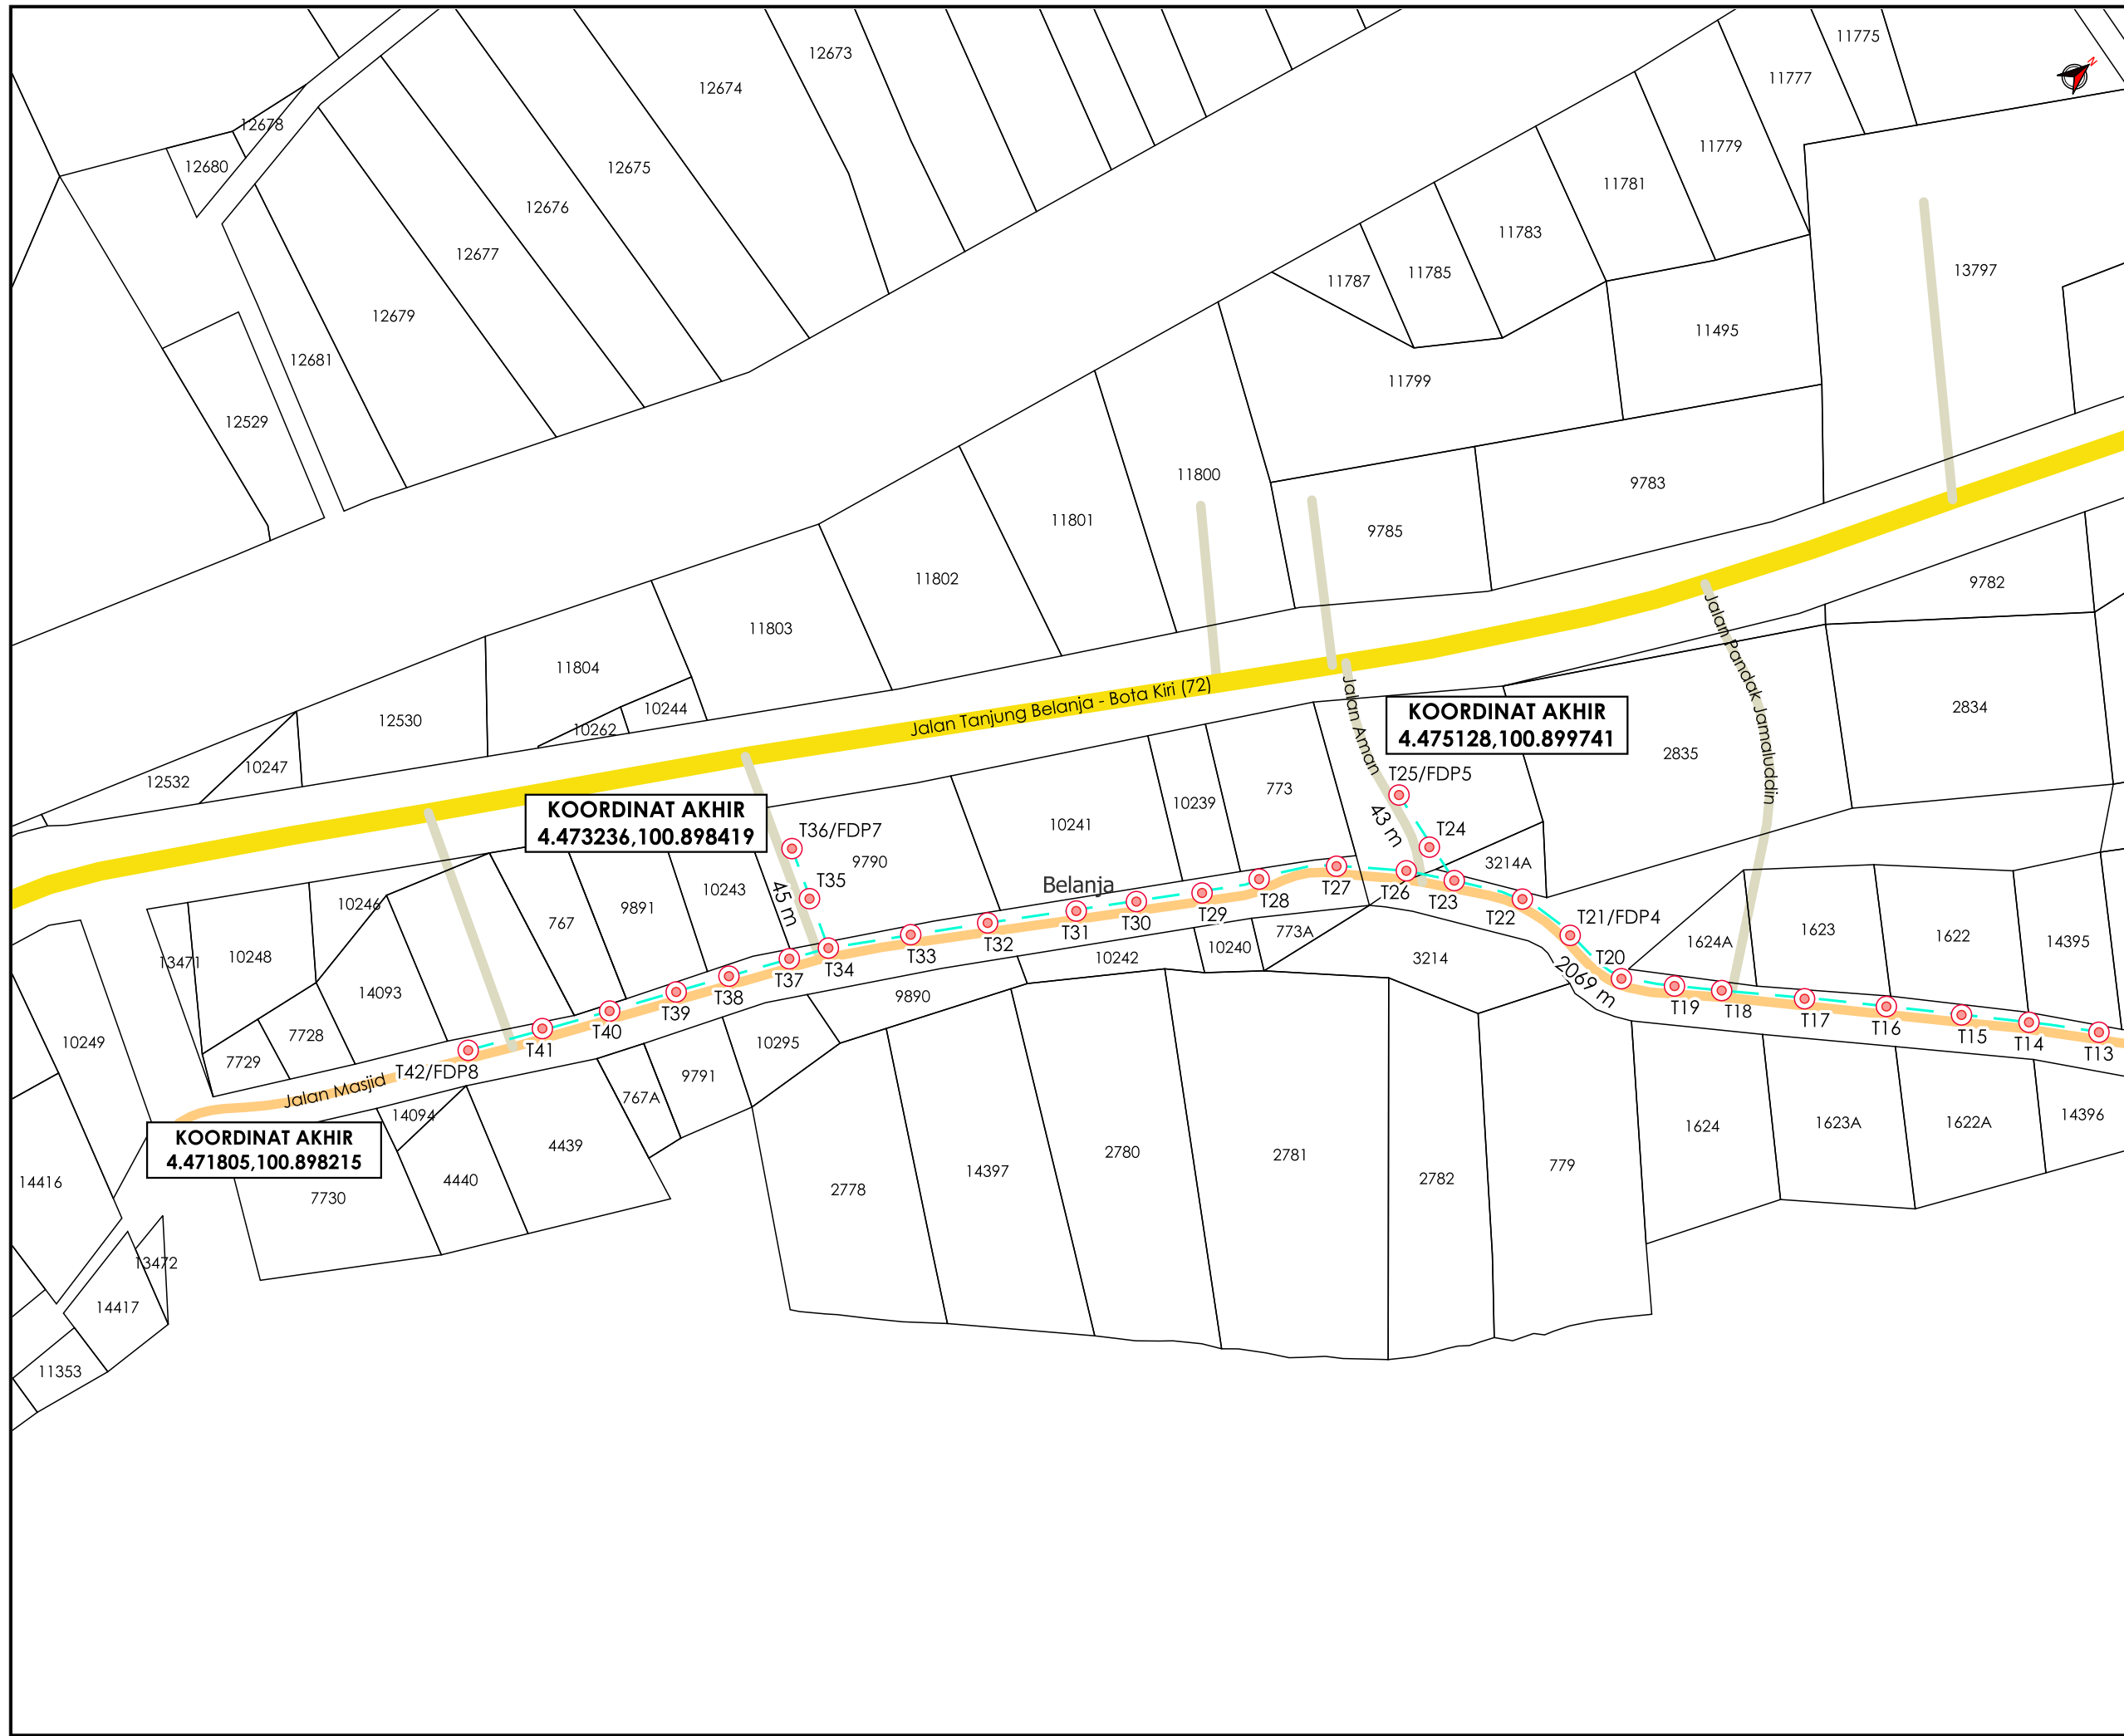 11775
12673
N
11777
12674
12678
11779
12680
12675
11781
12676
11783
12677
13797
11785
11787
12679
11495
12681
11799
12529
11800
9783
11801
9785
11802
9782
Jalam Pandak Jamaluddin
11803
11804
Jalan Tanjung Belanja - Bota Kiri (72)
10244
2834
12530
10262
Jalan Aman
KOORDINAT AKHIR
4.475128,100.899741
2835
10247
12532
T25/FDP5
773
10239
KOORDINAT AKHIR
4.473236,100.898419
10241
43 m
T24
T36/FDP7
9790
3214A
T35
Belanja
10243
45 m
T27
T26
T23
T28
T29
T30
T31
T32
T33
T34
T37
T38
T39
T40
T41
T42/FDP8
T22
T21/FDP4
T20
T19
T18
T17
T16
T15
T14
T13
10246
767
9891
773A
1624A
1623
1622
14395
13471
10248
10240
10242
3214
2069 m
14093
9890
7728
7729
10249
10295
Jalan Masjid
9791
767A
14094
14396
1622A
1623A
1624
KOORDINAT AKHIR
4.471805,100.898215
4439
2780
2781
779
14397
4440
2782
14416
2778
7730
13472
14417
11353